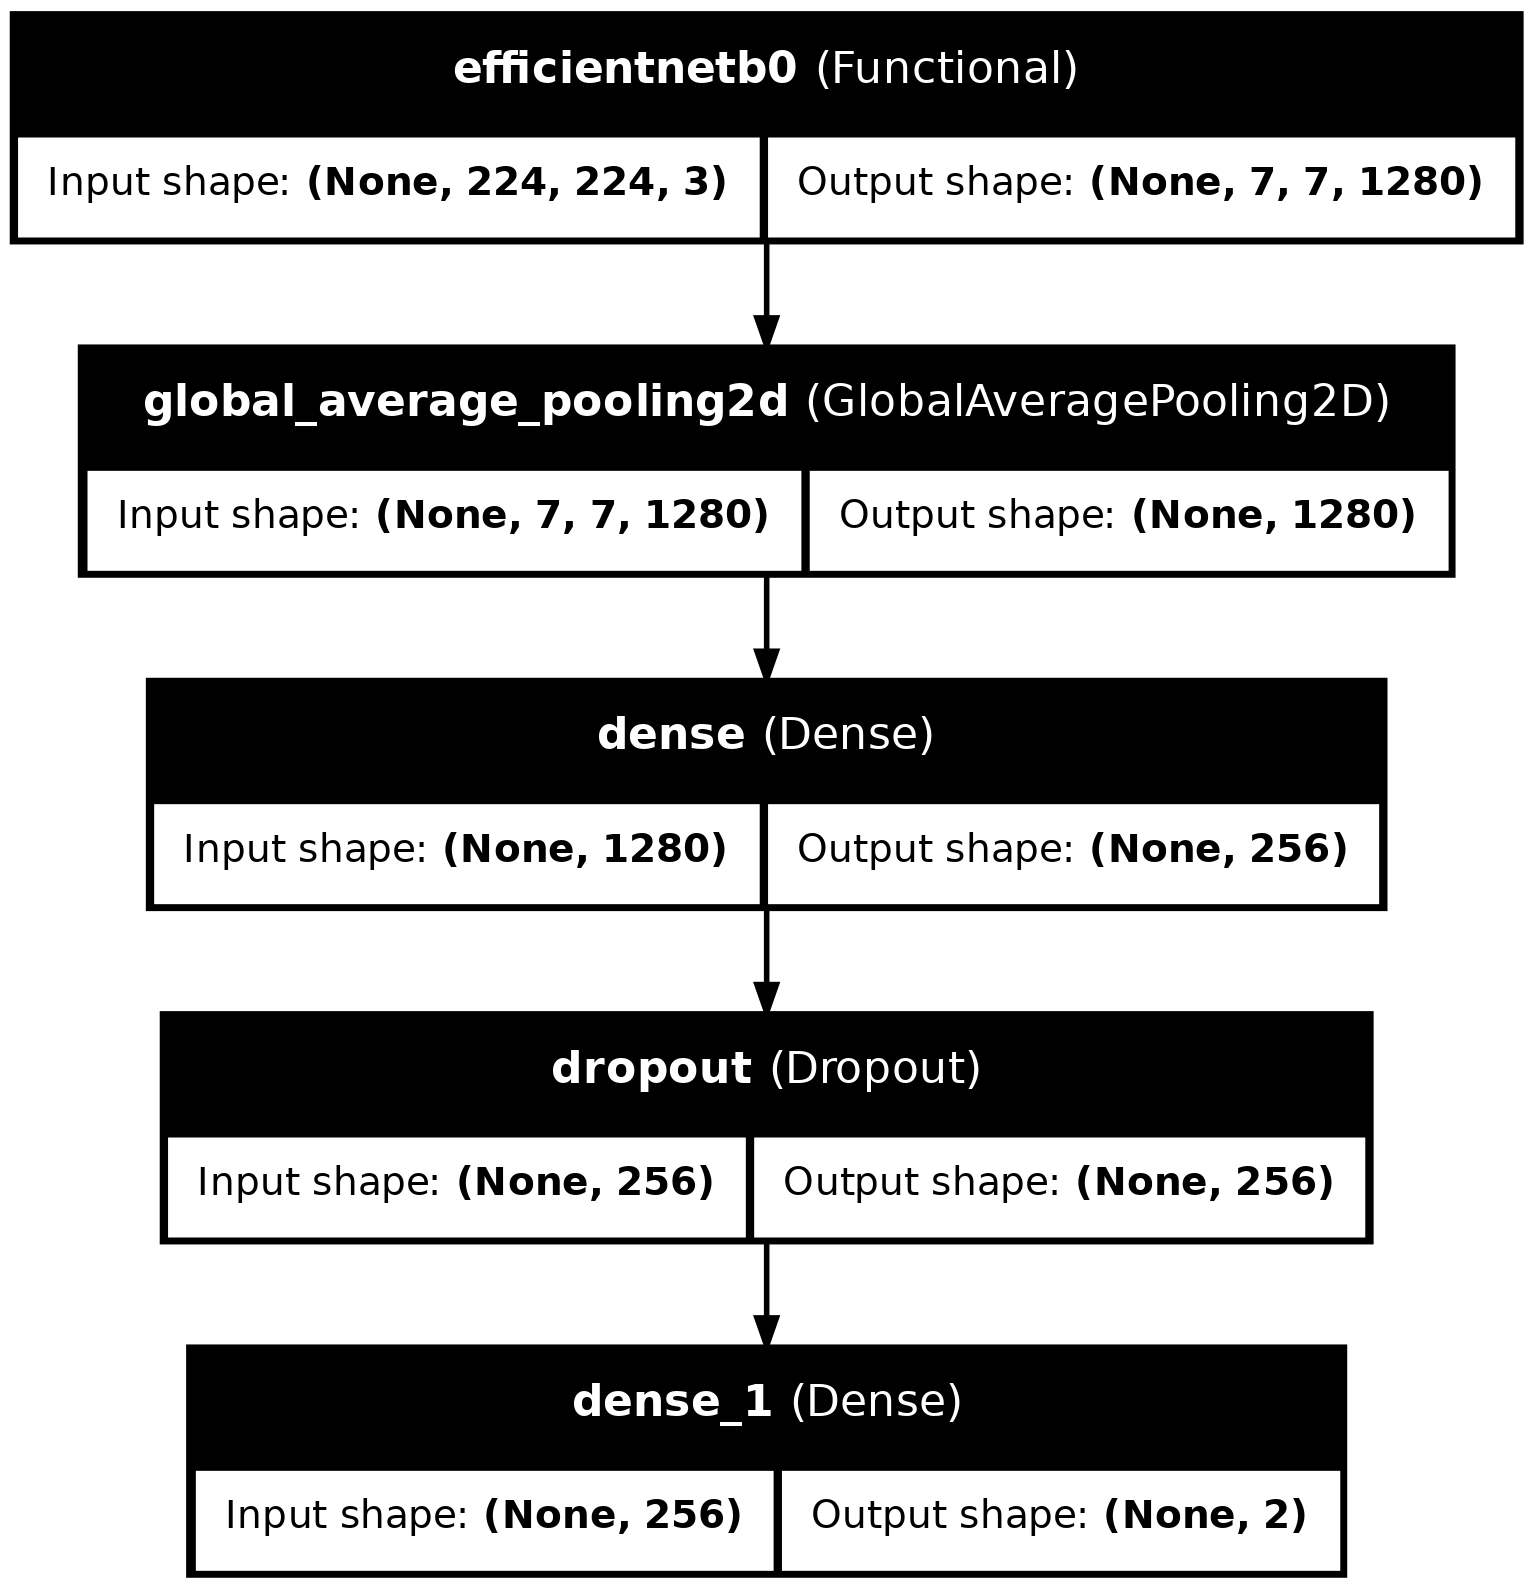 efficientnetb0 (Functional)
Input shape: (None, 224, 224, 3) Output shape: (None, 7, 7, 1280)
global_average_pooling2d (GlobalAveragePooling2D)
Input shape: (None, 7, 7, 1280) Output shape: (None, 1280)
dense (Dense)
Input shape: (None, 1280) Output shape: (None, 256)
dropout (Dropout)
Input shape: (None, 256) Output shape: (None, 256)
dense_1 (Dense)
Input shape: (None, 256) Output shape: (None, 2)